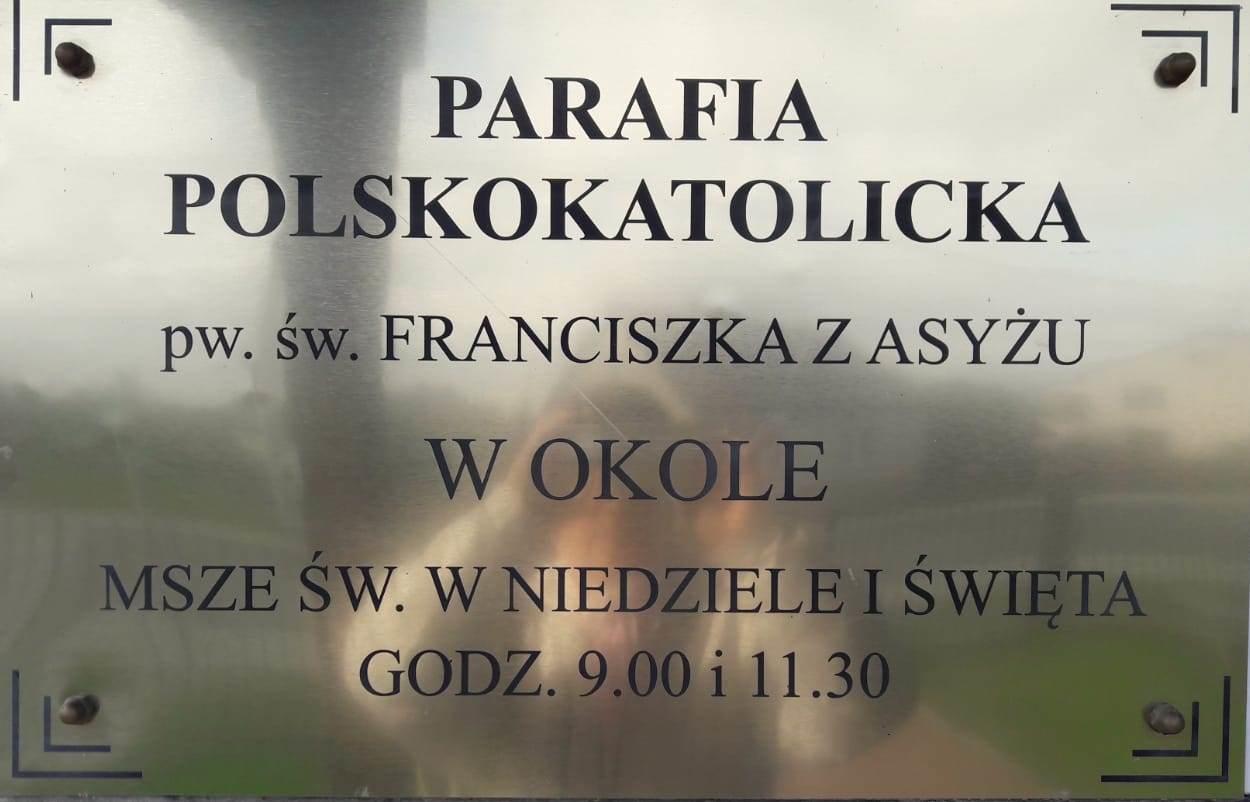 PARAFIA
POLSKOKATOLICKA
pw. św. FRANCISZKA Z ASYŻU
W OKOLE
MSZE ŚW. W NIEDZIELE I ŚWIĘTA
GODZ. 9.00 i 11.30